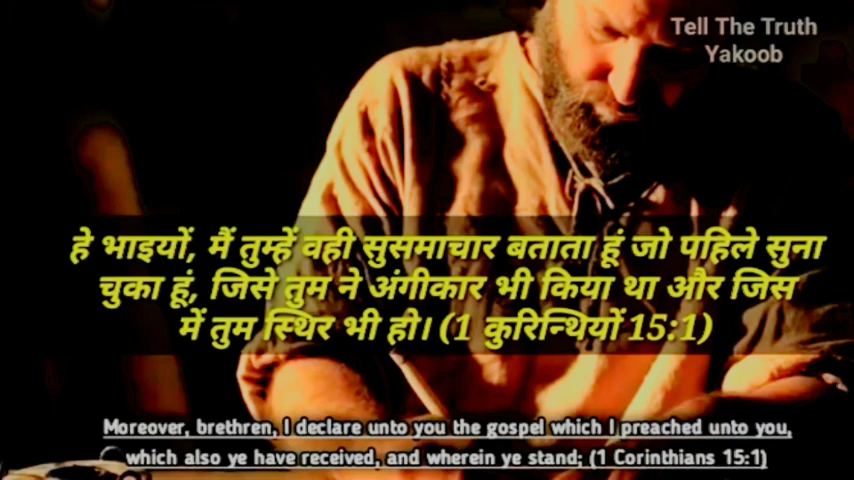 Tell The Truth
Yakoob
हे भाइयों, मैं तुम्हें वही सुसमाचार बताता हूं जो पहिले सुना
चुका हूं, जिसे तुम ने अंगीकार भी किया था और जिस
में तुम स्थिर भी हो। (1 कुरिन्थियों 15:1)
Moreover, brethren, I declare unto you the gospel which I preached unto you,
which also ye have received, and wherein ye stand; (1 Corinthians 15:1)